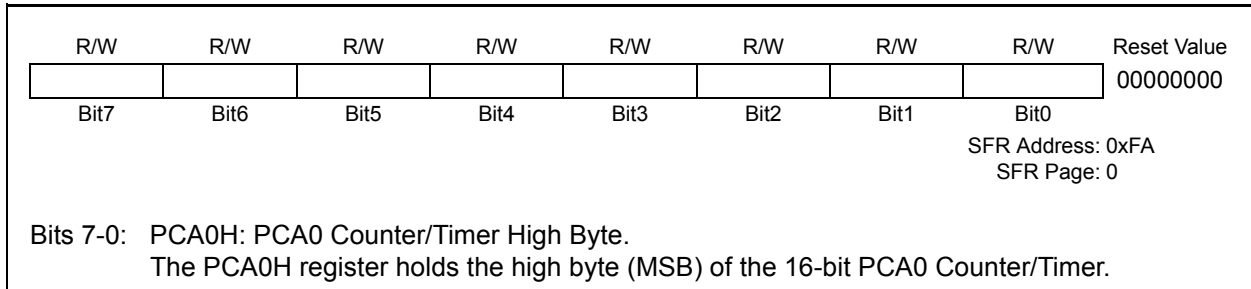 R/W R/W R/W R/W R/W R/W R/W R/W Reset Value
00000000
Bit7 Bit6 Bit5 Bit4 Bit3 Bit2 Bit1 Bit0
SFR Address: 0xFA
SFR Page: 0
Bits 7-0: PCA0H: PCA0 Counter/Timer High Byte.
The PCA0H register holds the high byte (MSB) of the 16-bit PCA0 Counter/Timer.